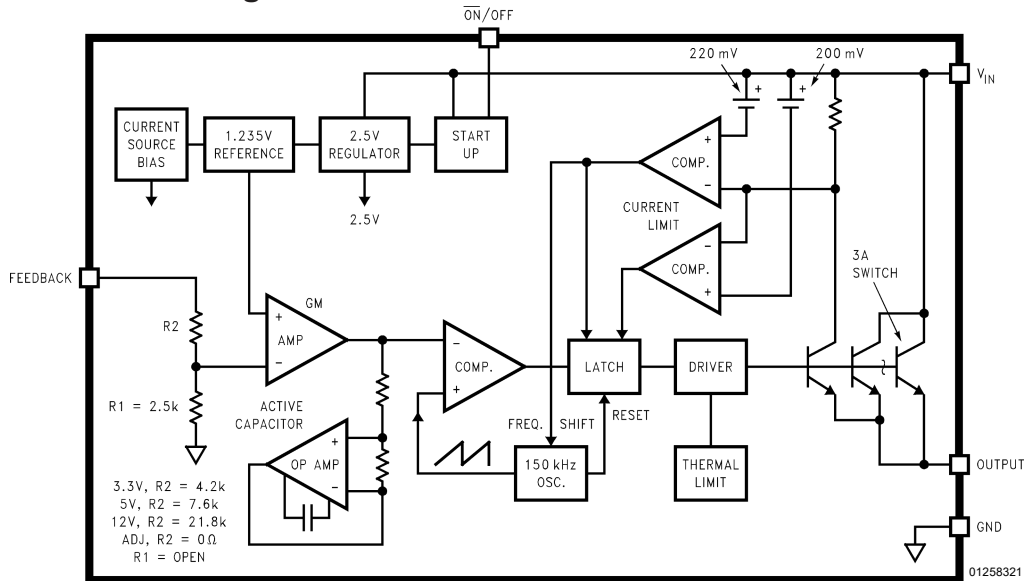 O̅N̅/OFF
220 mV
200 mV
V_IN
CURRENT
SOURCE
BIAS
1.235V
REFERENCE
2.5V
REGULATOR
START
UP
2.5V
+
+
+
COMP.
−
CURRENT
LIMIT
−
COMP.
+
3A
SWITCH
FEEDBACK
R2
R1 = 2.5k
GM
+
AMP
−
−
COMP.
+
LATCH
DRIVER
ACTIVE
CAPACITOR
+
OP AMP
−
FREQ. SHIFT
RESET
150 kHz
OSC.
THERMAL
LIMIT
OUTPUT
GND
3.3V, R2 = 4.2k
5V, R2 = 7.6k
12V, R2 = 21.8k
ADJ, R2 = 0Ω
R1 = OPEN
01258321